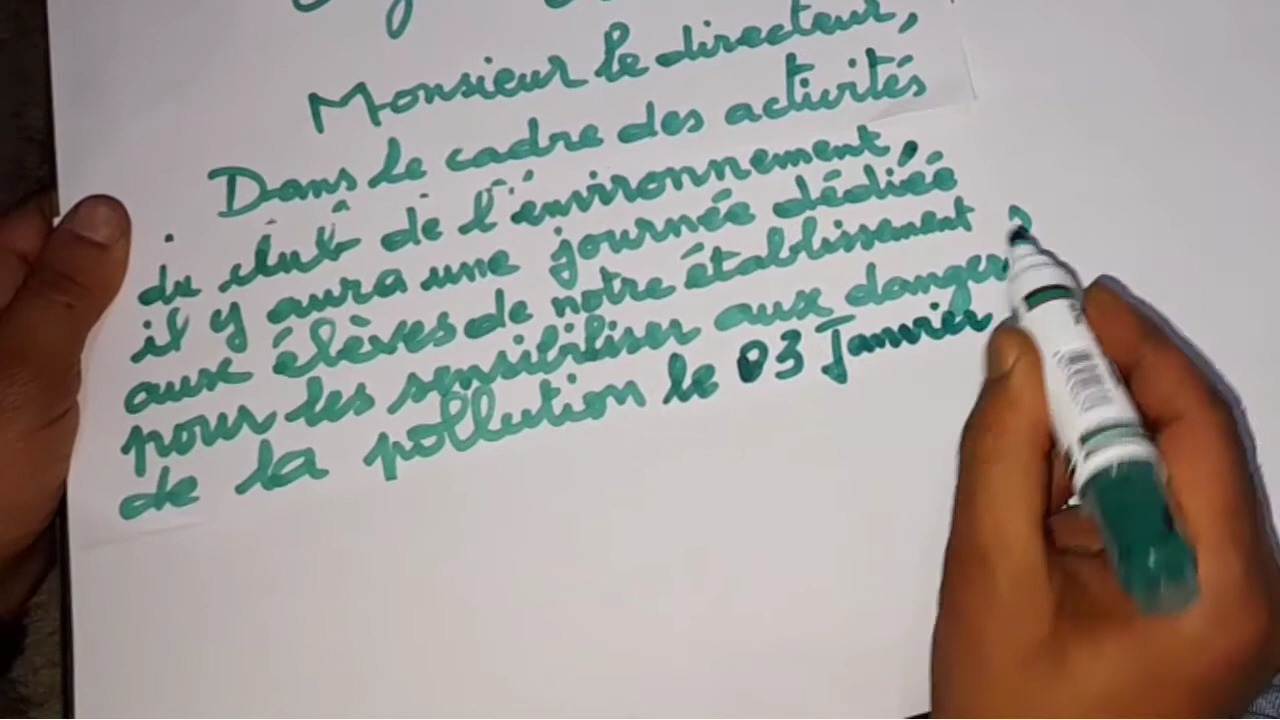 Monsieur le directeur,
Dans le cadre des activités
du club de l'environnement,
il y aura une journée dédiée
aux élèves de notre établissement
pour les sensibiliser aux dangers
de la pollution le 03 Janvier